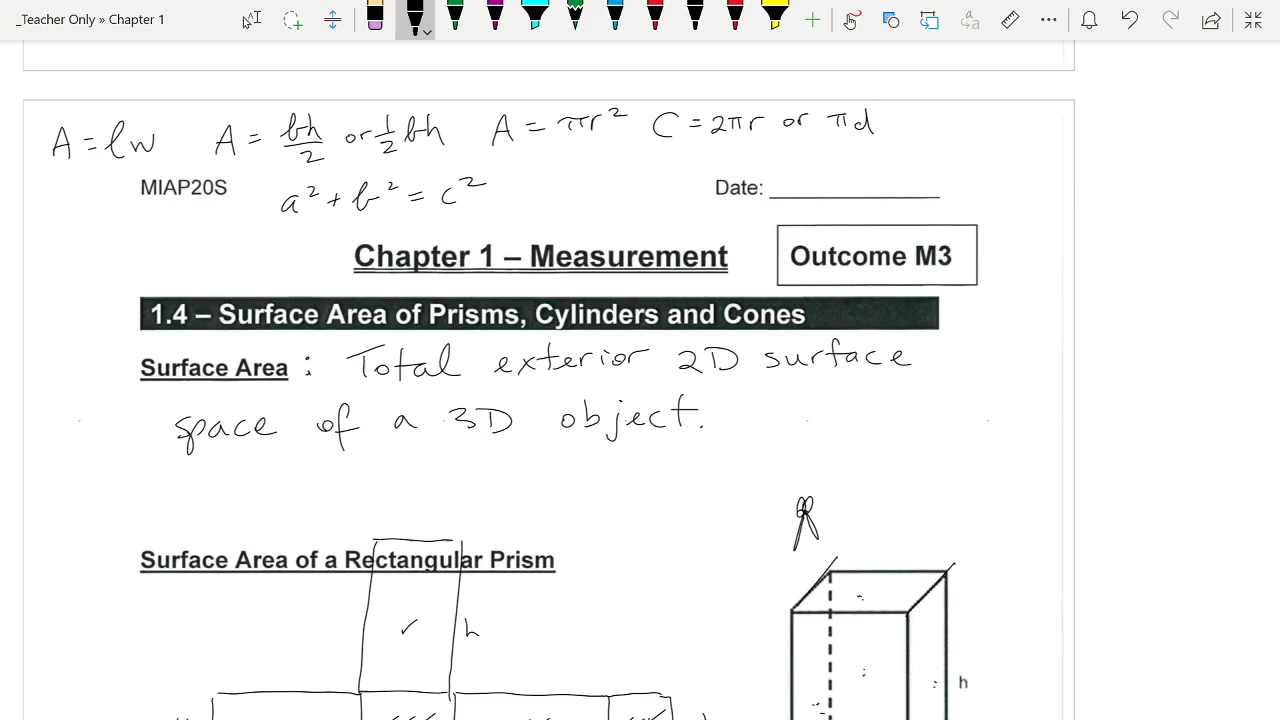 _Teacher Only » Chapter 1
A = lw A = bh/2 or 1/2 bh A = πr² C = 2πr or πd
MIAP20S a² + b² = c² Date:
Chapter 1 – Measurement Outcome M3
1.4 – Surface Area of Prisms, Cylinders and Cones
Surface Area : Total exterior 2D surface
space of a 3D object.
Surface Area of a Rectangular Prism
h
h